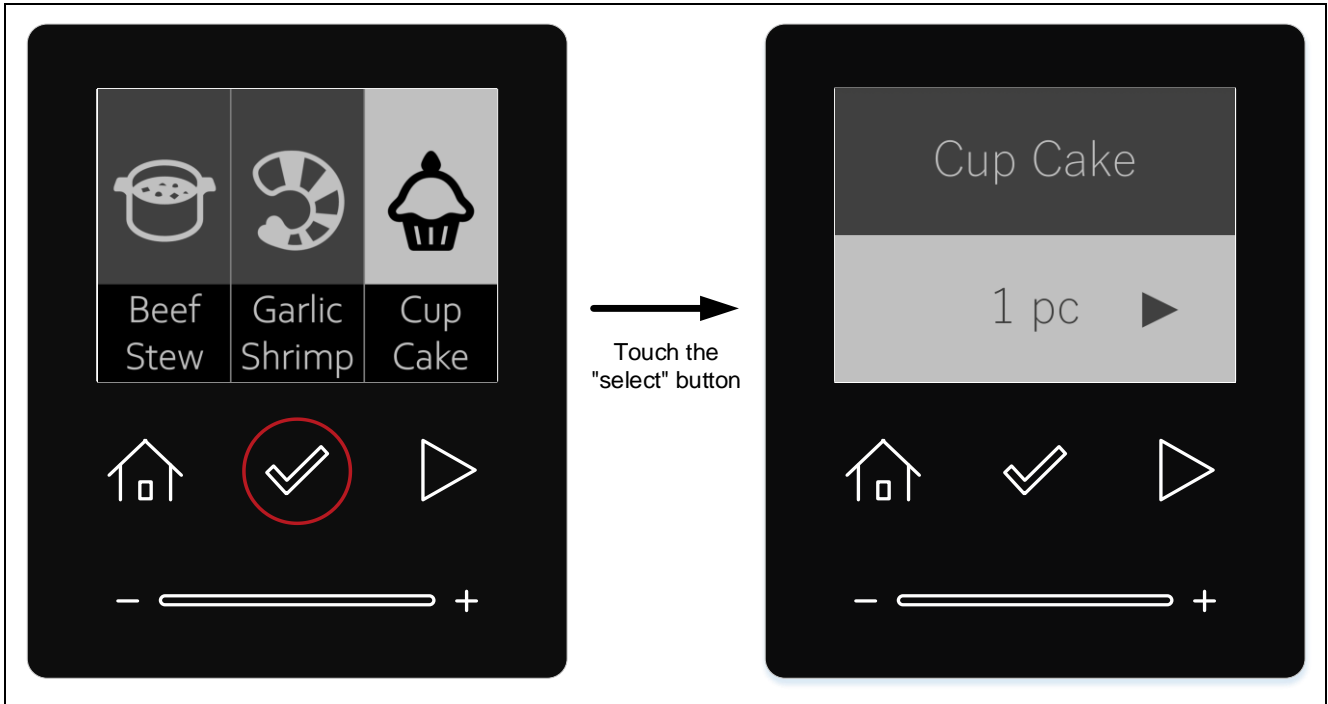 Beef
Stew
Garlic
Shrimp
Cup
Cake
Touch the
"select" button
Cup Cake
1 pc